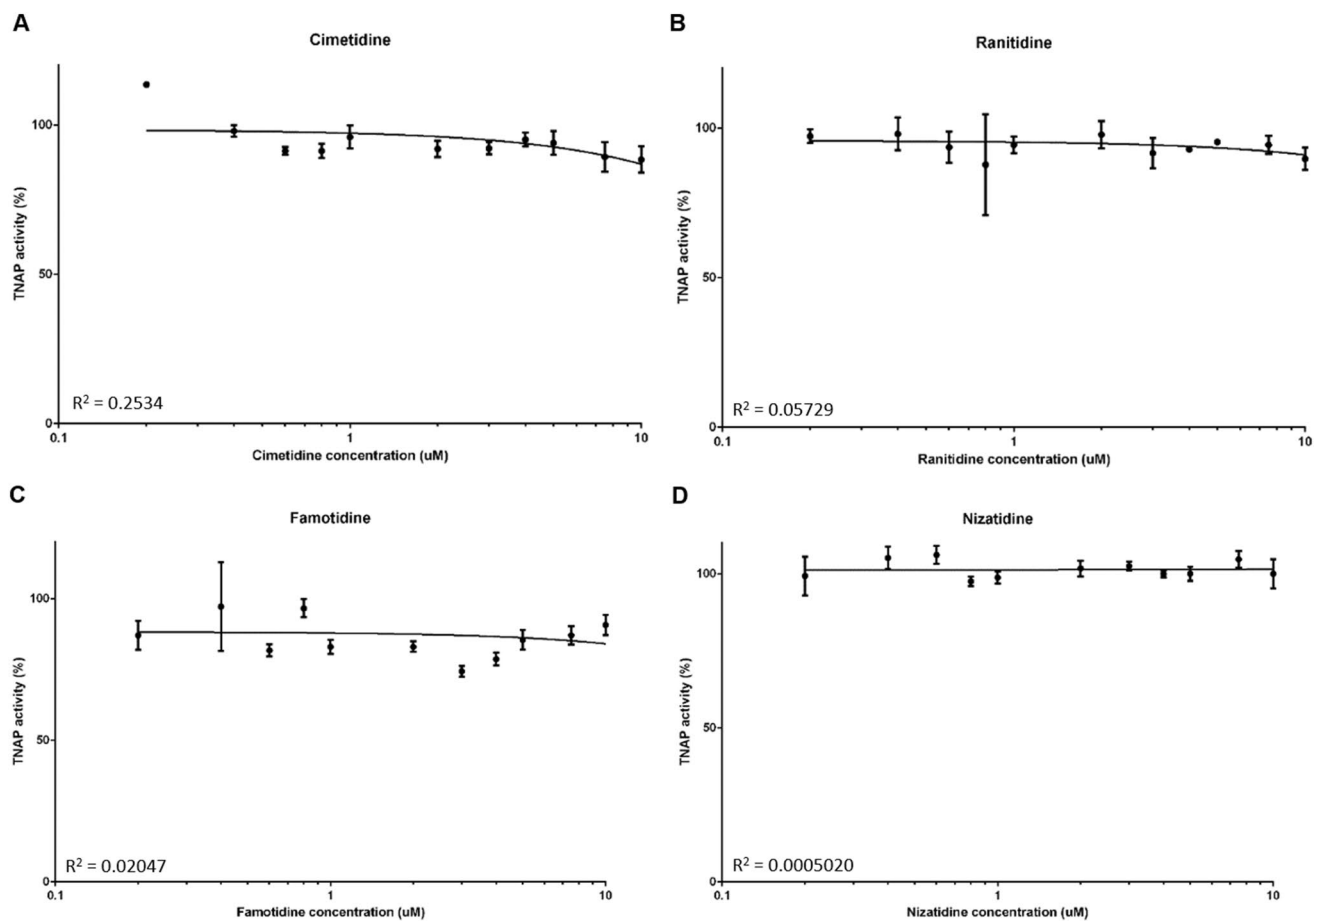 A
Cimetidine
TNAP activity (%)
100
50
0
R² = 0.2534
0.1
1
10
Cimetidine concentration (uM)
B
Ranitidine
TNAP activity (%)
100
50
0
R² = 0.05729
0.1
1
10
Ranitidine concentration (uM)
C
Famotidine
TNAP activity (%)
100
50
0
R² = 0.02047
0.1
1
10
Famotidine concentration (uM)
D
Nizatidine
TNAP activity (%)
100
50
0
R² = 0.0005020
0.1
1
10
Nizatidine concentration (uM)